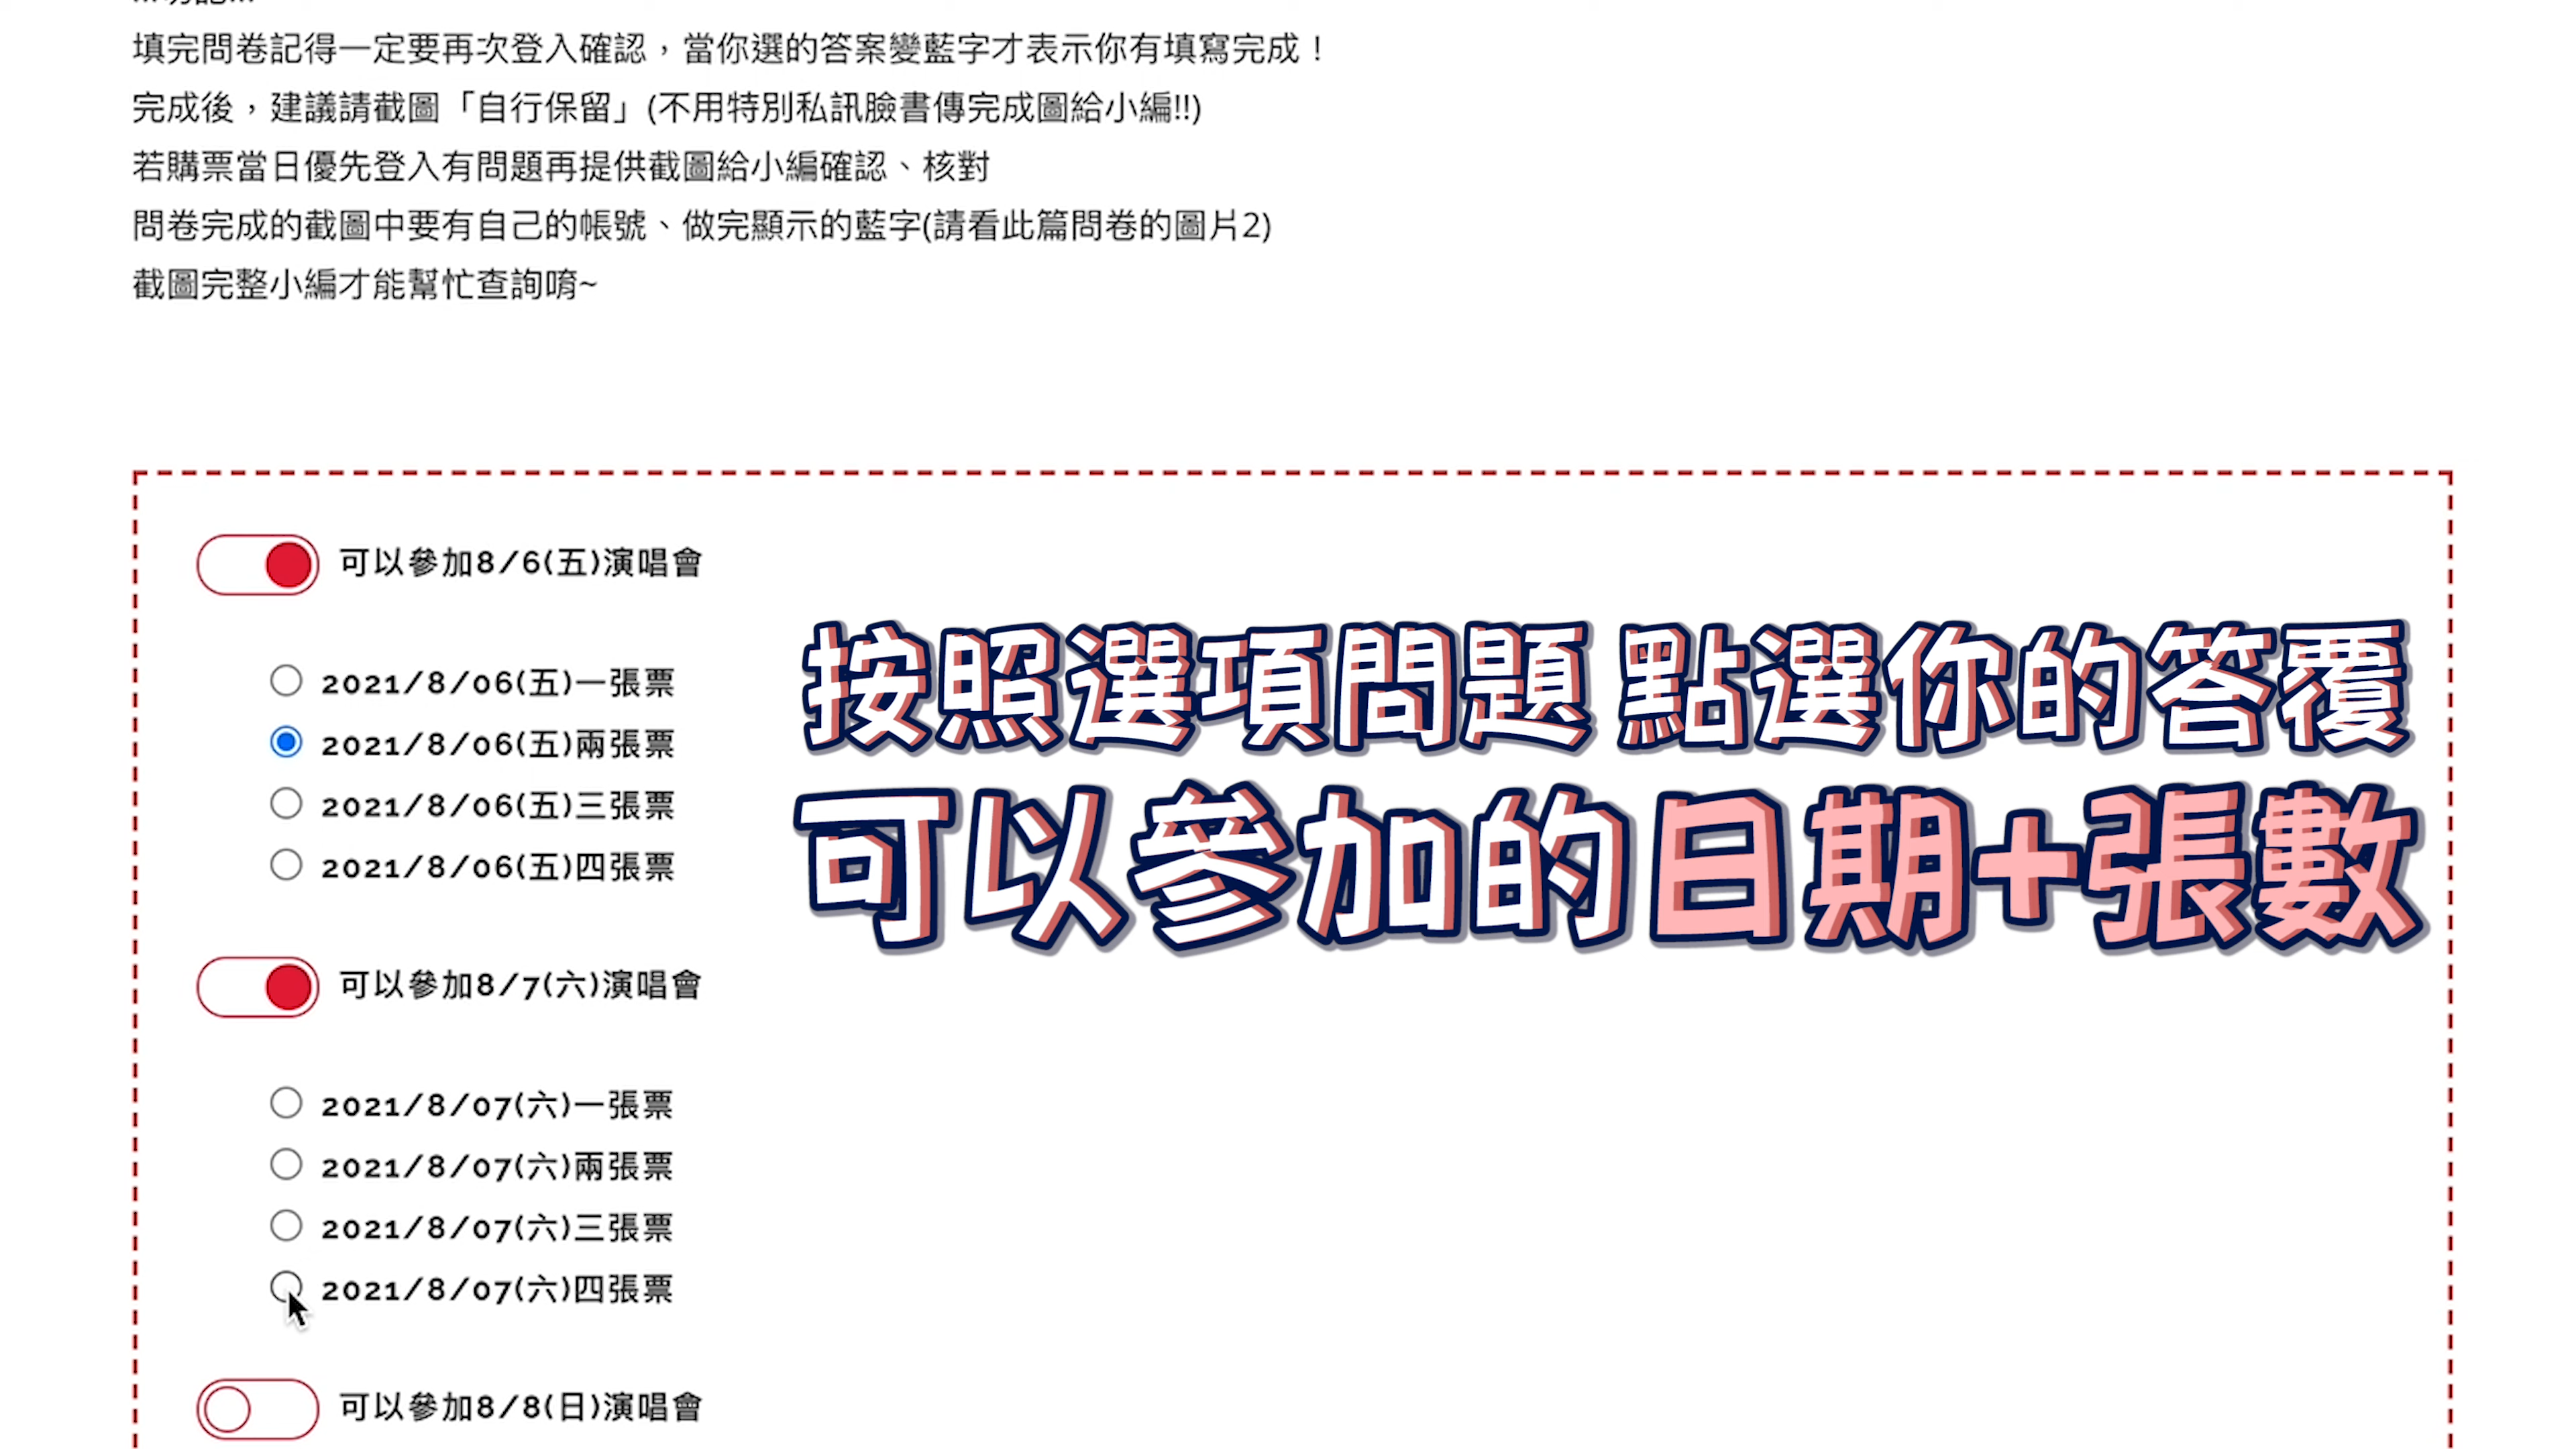 填完問卷記得一定要再次登入確認，當你選的答案變藍字才表示你有填寫完成！
完成後，建議請截圖「自行保留」(不用特別私訊臉書傳完成圖給小編!!)
若購票當日優先登入有問題再提供截圖給小編確認、核對
問卷完成的截圖中要有自己的帳號、做完顯示的藍字(請看此篇問卷的圖片2)
截圖完整小編才能幫忙查詢唷~
可以參加8/6(五)演唱會
2021/8/06(五)一張票
2021/8/06(五)兩張票
2021/8/06(五)三張票
2021/8/06(五)四張票
按照選項問題 點選你的答覆
可以參加的日期+張數
可以參加8/7(六)演唱會
2021/8/07(六)一張票
2021/8/07(六)兩張票
2021/8/07(六)三張票
2021/8/07(六)四張票
可以參加8/8(日)演唱會